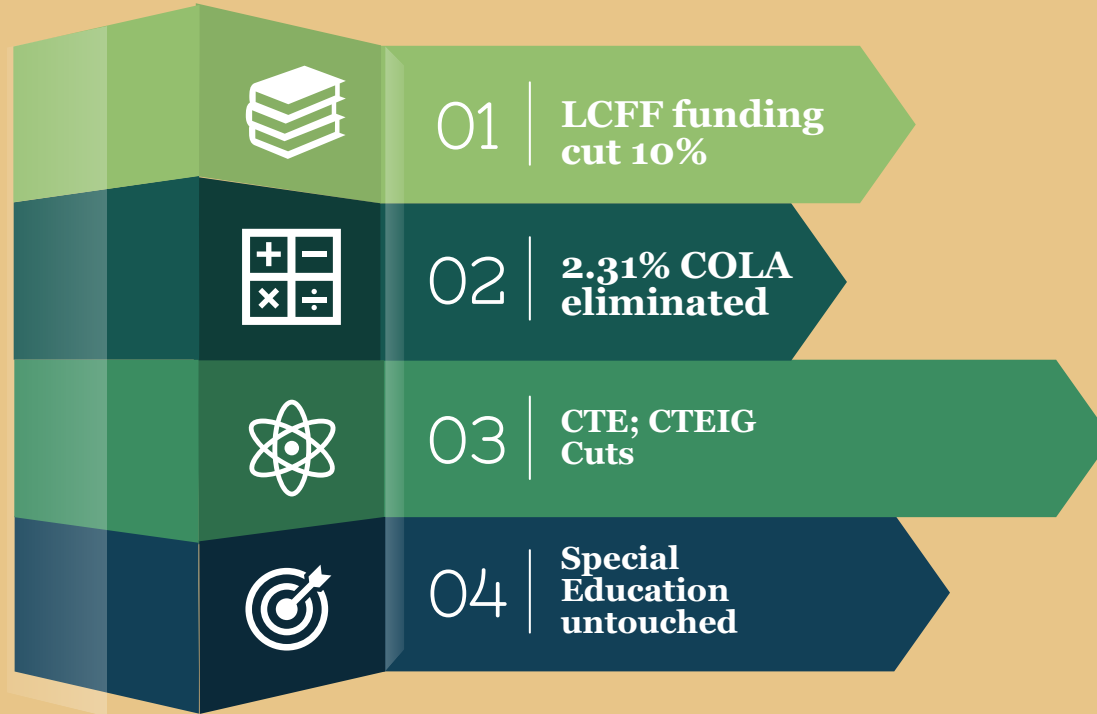 01
LCFF funding
cut 10%
02
2.31% COLA
eliminated
03
CTE; CTEIG
Cuts
04
Special
Education
untouched